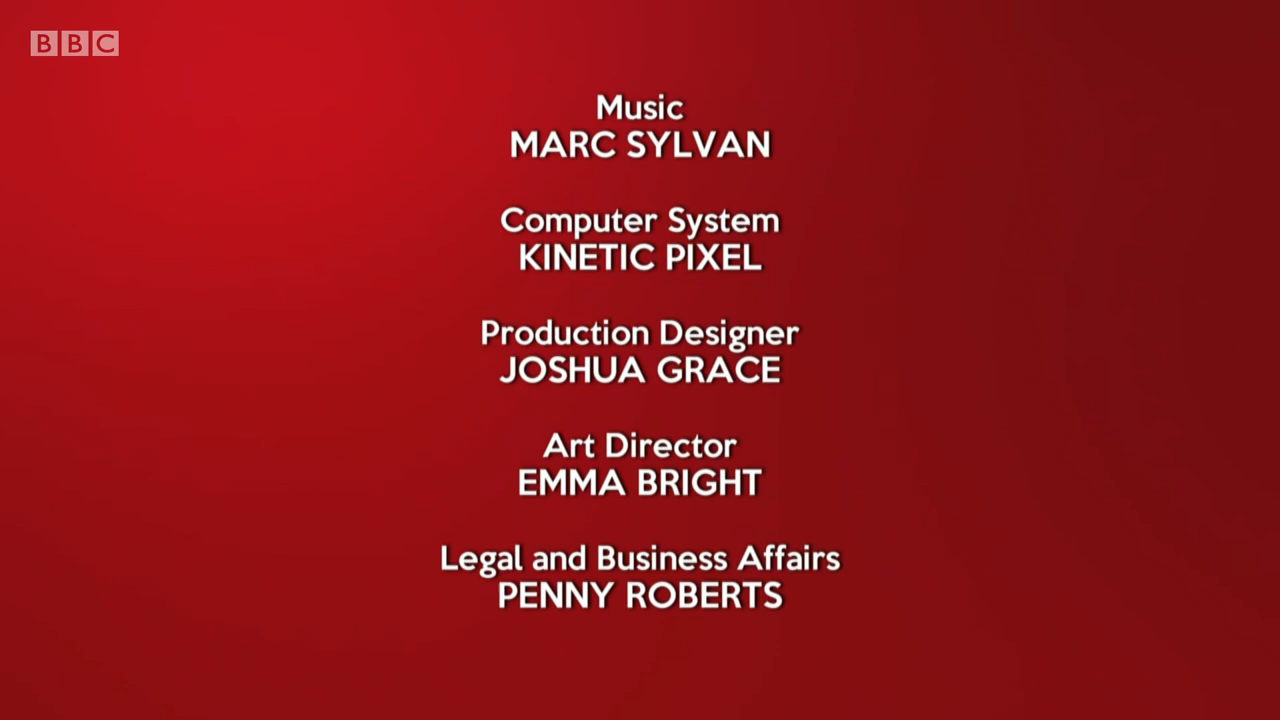 BBC
Music
MARC SYLVAN
Computer System
KINETIC PIXEL
Production Designer
JOSHUA GRACE
Art Director
EMMA BRIGHT
Legal and Business Affairs
PENNY ROBERTS